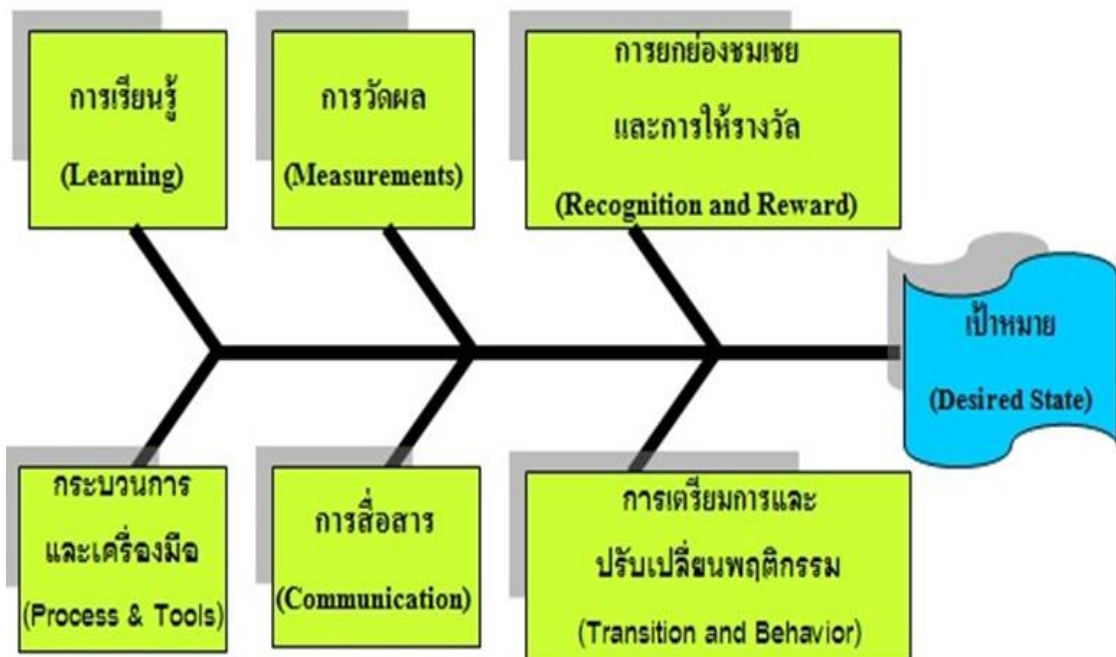 การเรียนรู้
(Learning)
การวัดผล
(Measurements)
การยกย่องชมเชย
และการให้รางวัล
(Recognition and Reward)
เป้าหมาย
(Desired State)
กระบวนการ
และเครื่องมือ
(Process & Tools)
การสื่อสาร
(Communication)
การเตรียมการและ
ปรับเปลี่ยนพฤติกรรม
(Transition and Behavior)